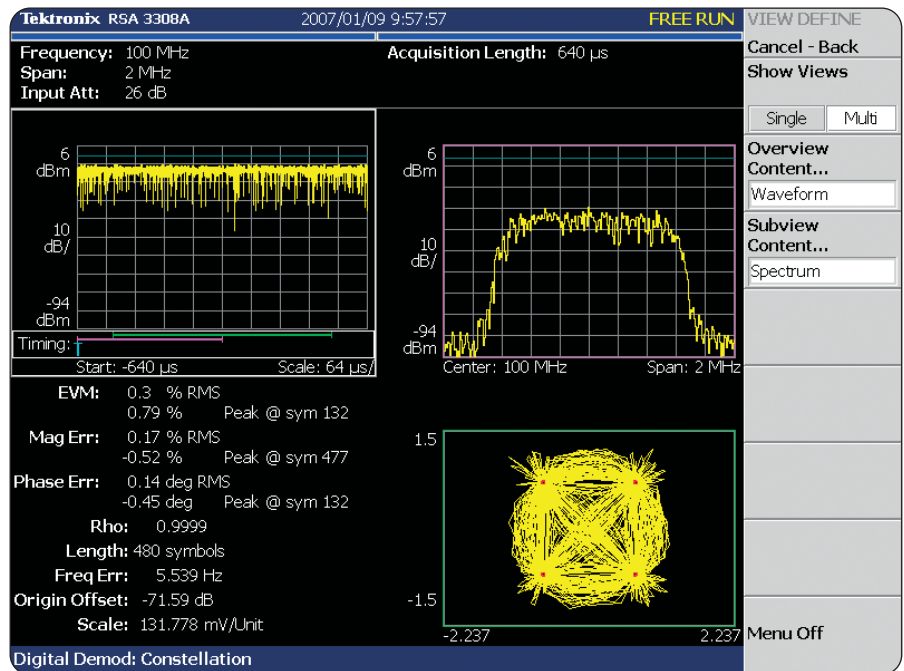 Tektronix RSA 3308A 2007/01/09 9:57:57 FREE RUN
VIEW DEFINE
Cancel - Back
Frequency: 100 MHz
Span: 2 MHz
Input Att: 26 dB
Acquisition Length: 640 µs
Show Views
Single Multi
Overview
Content...
Waveform
Subview
Content...
Spectrum
6
dBm
10
dB/
-94
dBm
Timing:
Start: -640 µs Scale: 64 µs/
6
dBm
10
dB/
-94
dBm
Center: 100 MHz Span: 2 MHz
EVM: 0.3 % RMS
0.79 % Peak @ sym 132
Mag Err: 0.17 % RMS
-0.52 % Peak @ sym 477
Phase Err: 0.14 deg RMS
-0.45 deg Peak @ sym 132
Rho: 0.9999
Length: 480 symbols
Freq Err: 5.539 Hz
Origin Offset: -71.59 dB
Scale: 131.778 mV/Unit
1.5
-1.5
-2.237 2.237
Menu Off
Digital Demod: Constellation